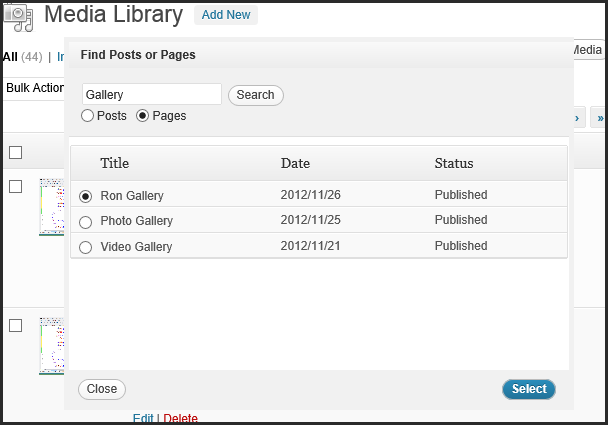 Media Library Add New
All (44) | In
Media
Find Posts or Pages
Bulk Action
Gallery Search
Posts Pages
› »
Title Date Status
Ron Gallery 2012/11/26 Published
Photo Gallery 2012/11/25 Published
Video Gallery 2012/11/21 Published
Close Select
Edit | Delete